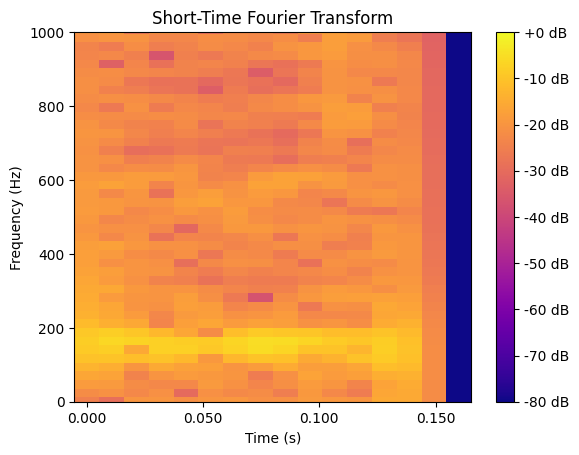 Short-Time Fourier Transform
1000
800
600
400
200
0
Frequency (Hz)
0.000
0.050
0.100
0.150
Time (s)
+0 dB
-10 dB
-20 dB
-30 dB
-40 dB
-50 dB
-60 dB
-70 dB
-80 dB